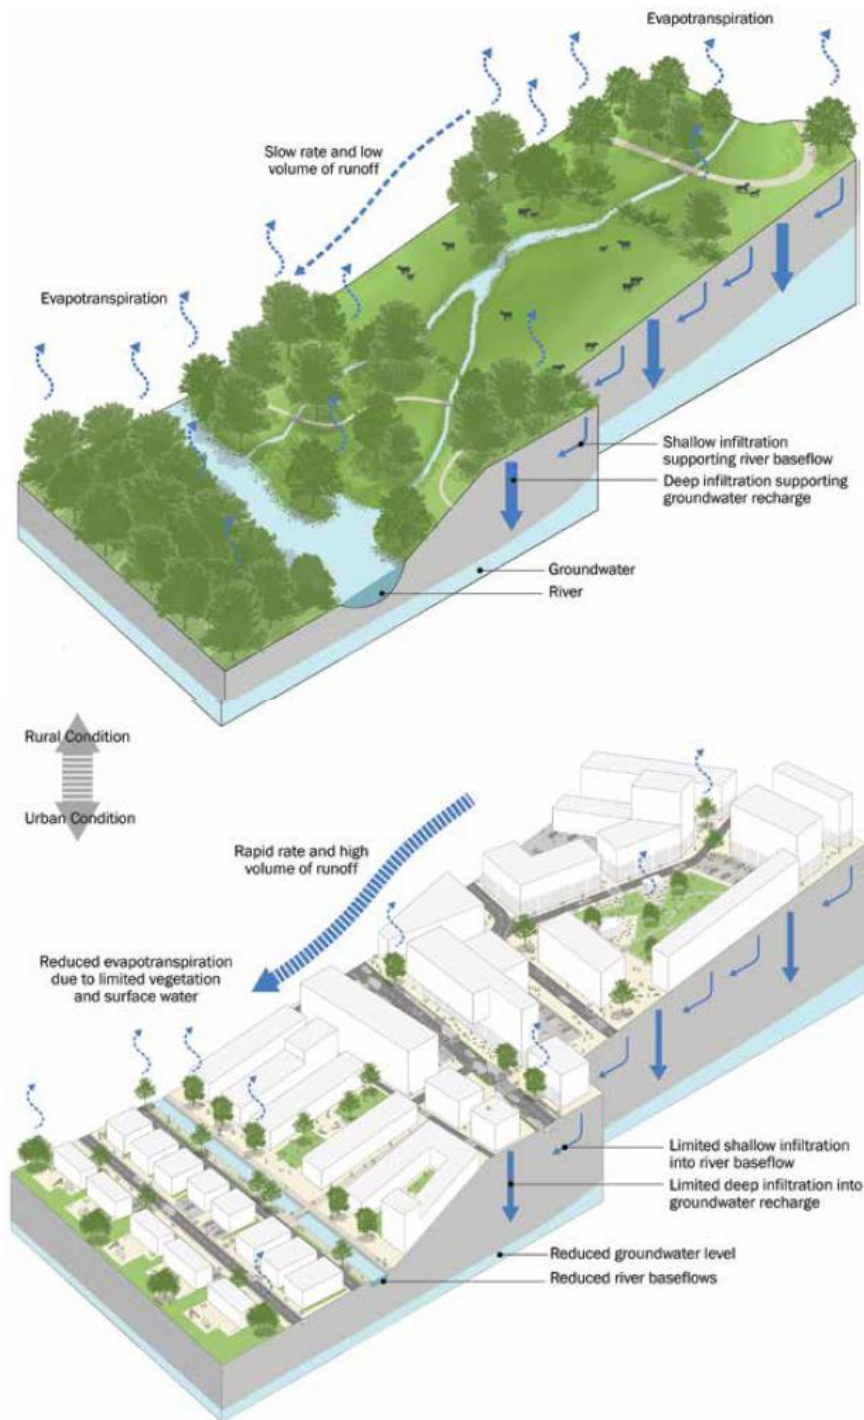 Evapotranspiration
Slow rate and low
volume of runoff
Evapotranspiration
Shallow infiltration
supporting river baseflow
Deep infiltration supporting
groundwater recharge
Groundwater
River
Rural Condition
Urban Condition
Rapid rate and high
volume of runoff
Reduced evapotranspiration
due to limited vegetation
and surface water
Limited shallow infiltration
into river baseflow
Limited deep infiltration into
groundwater recharge
Reduced groundwater level
Reduced river baseflows